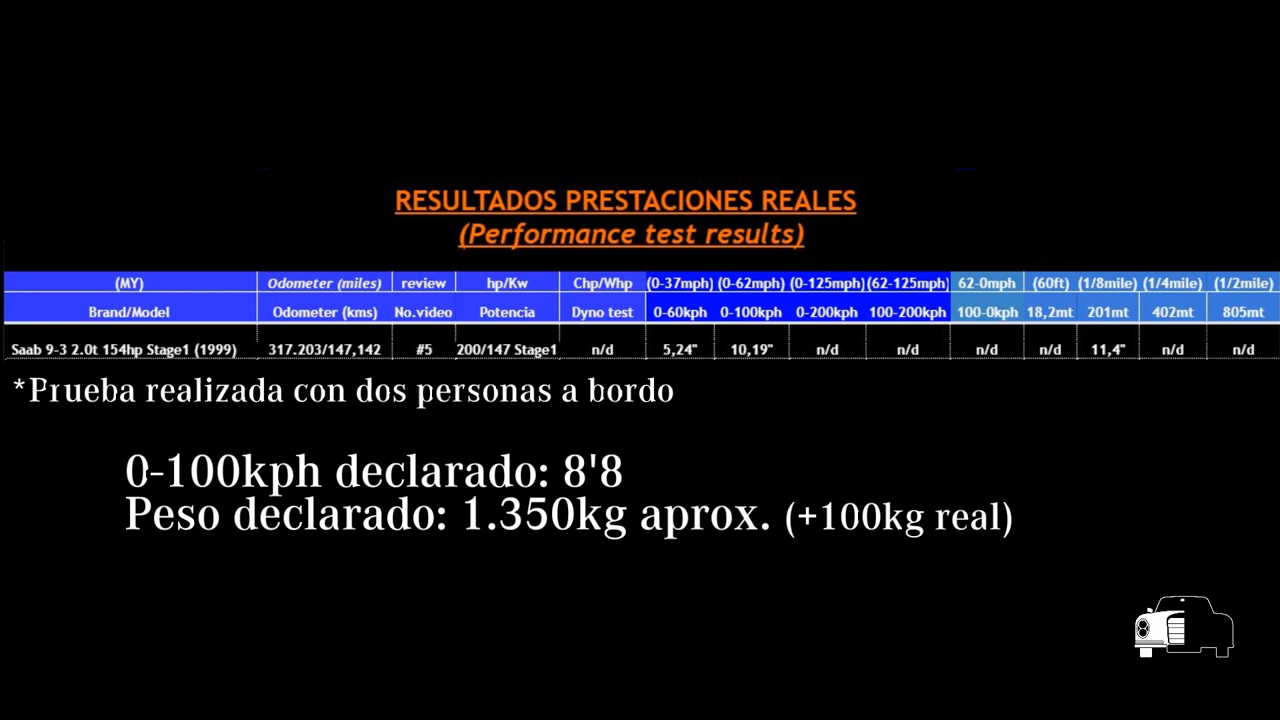 RESULTADOS PRESTACIONES REALES
(Performance test results)
(MY) Odometer (miles) review hp/Kw Chp/Whp (0-37mph) (0-62mph) (0-125mph) (62-125mph) 62-0mph (60ft) (1/8mile) (1/4mile) (1/2mile)
Brand/Model Odometer (kms) No.video Potencia Dyno test 0-60kph 0-100kph 0-200kph 100-200kph 100-0kph 18,2mt 201mt 402mt 805mt
Saab 9-3 2.0t 154hp Stage1 (1999) 317.203/147,142 #5 200/147 Stage1 n/d 5,24" 10,19" n/d n/d n/d n/d 11,4" n/d n/d
*Prueba realizada con dos personas a bordo
0-100kph declarado: 8'8
Peso declarado: 1.350kg aprox. (+100kg real)